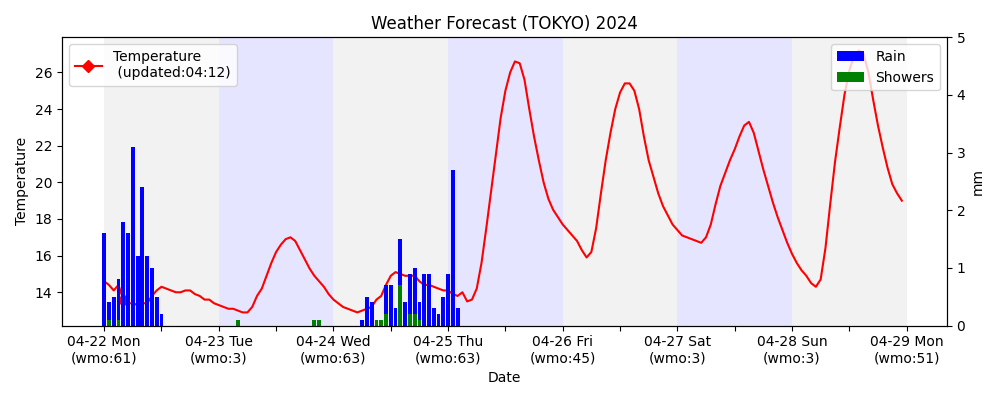 Weather Forecast (TOKYO) 2024
Temperature
(updated:04:12)
Rain
Showers
Temperature
26
24
22
20
18
16
14
5
4
3
2
1
0
mm
04-22 Mon
(wmo:61)
04-23 Tue
(wmo:3)
04-24 Wed
(wmo:63)
04-25 Thu
(wmo:63)
04-26 Fri
(wmo:45)
04-27 Sat
(wmo:3)
04-28 Sun
(wmo:3)
04-29 Mon
(wmo:51)
Date